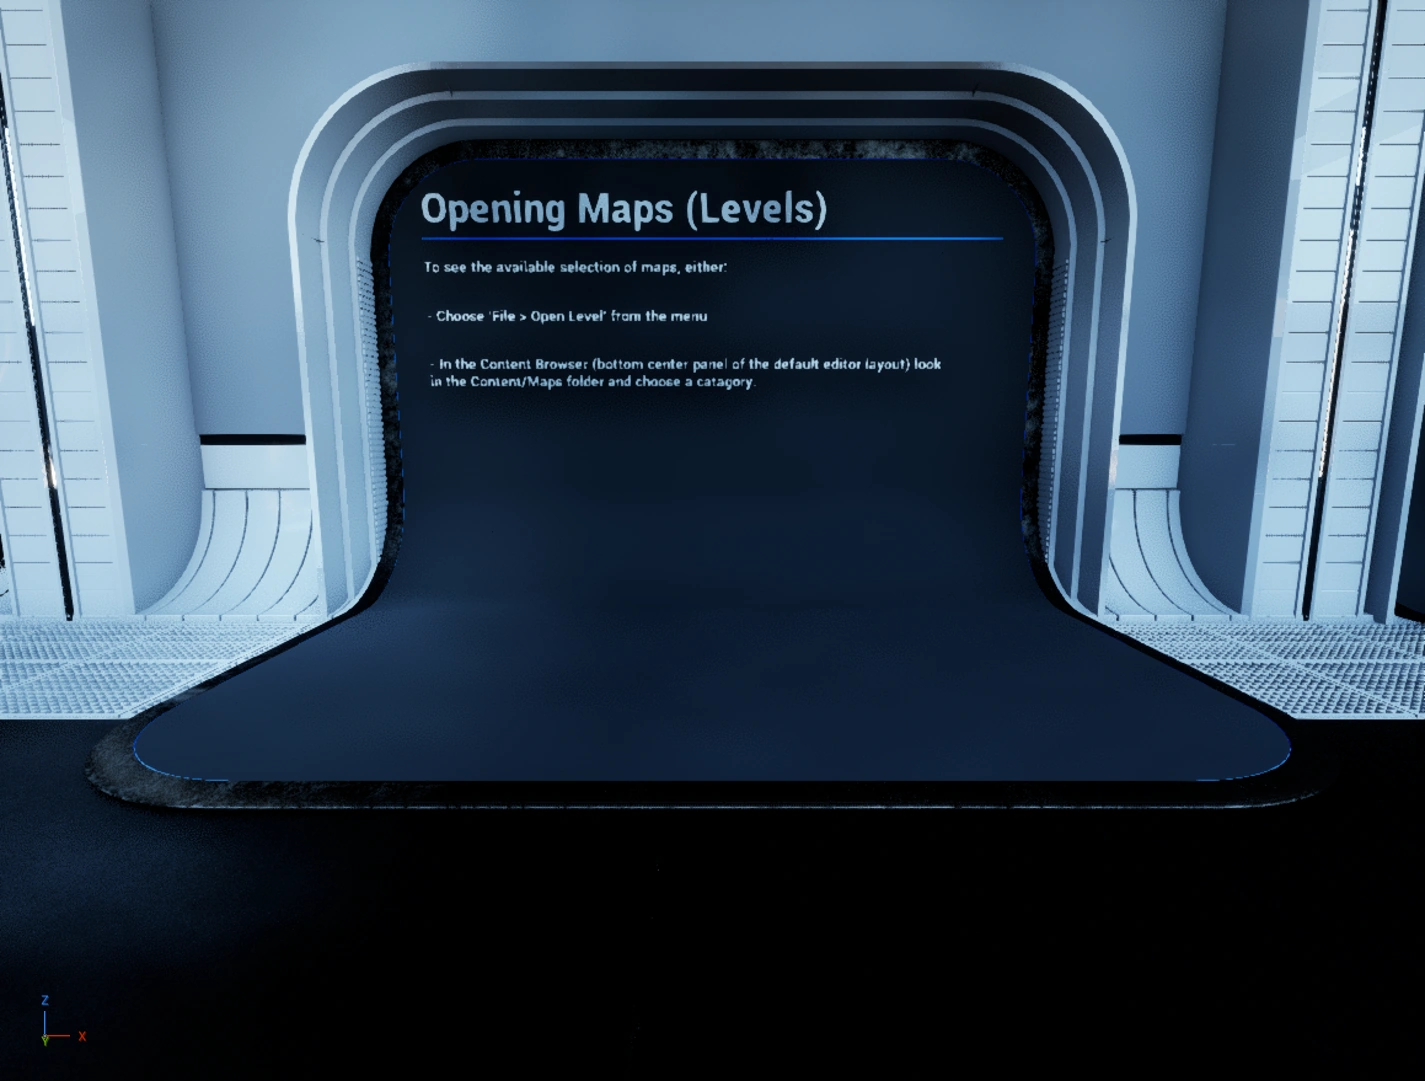 Opening Maps (Levels)
To see the available selection of maps, either:
- Choose 'File > Open Level' from the menu
- In the Content Browser (bottom center panel of the default editor layout) look
in the Content/Maps folder and choose a catagory.
Z
X
Y